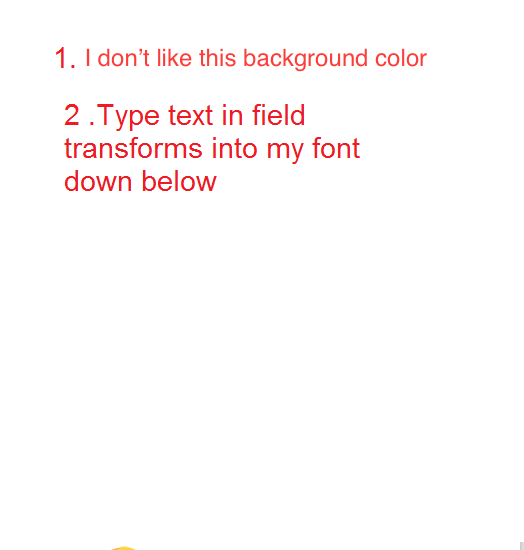 1. I don’t like this background color
2 .Type text in field
transforms into my font
down below